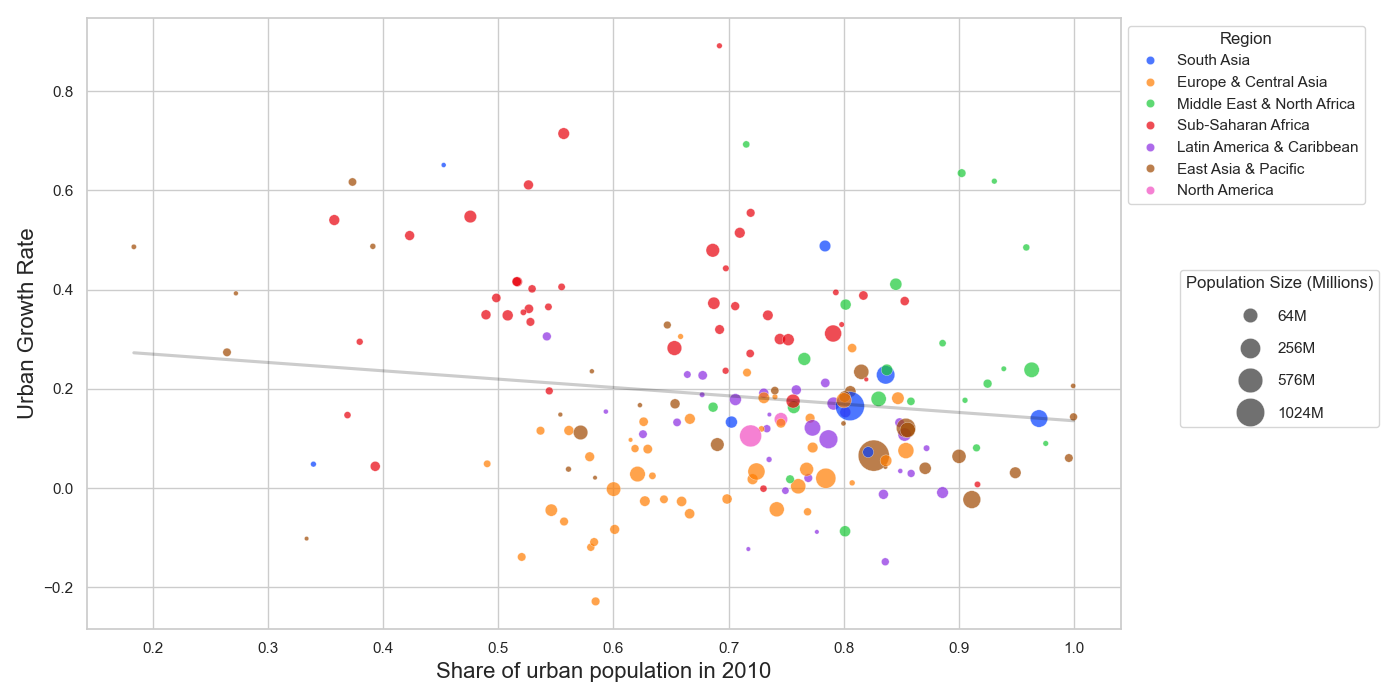 Region
South Asia
Europe & Central Asia
Middle East & North Africa
Sub-Saharan Africa
Latin America & Caribbean
East Asia & Pacific
North America
Population Size (Millions)
64M
256M
576M
1024M
Urban Growth Rate
0.8
0.6
0.4
0.2
0.0
−0.2
0.2 0.3 0.4 0.5 0.6 0.7 0.8 0.9 1.0
Share of urban population in 2010